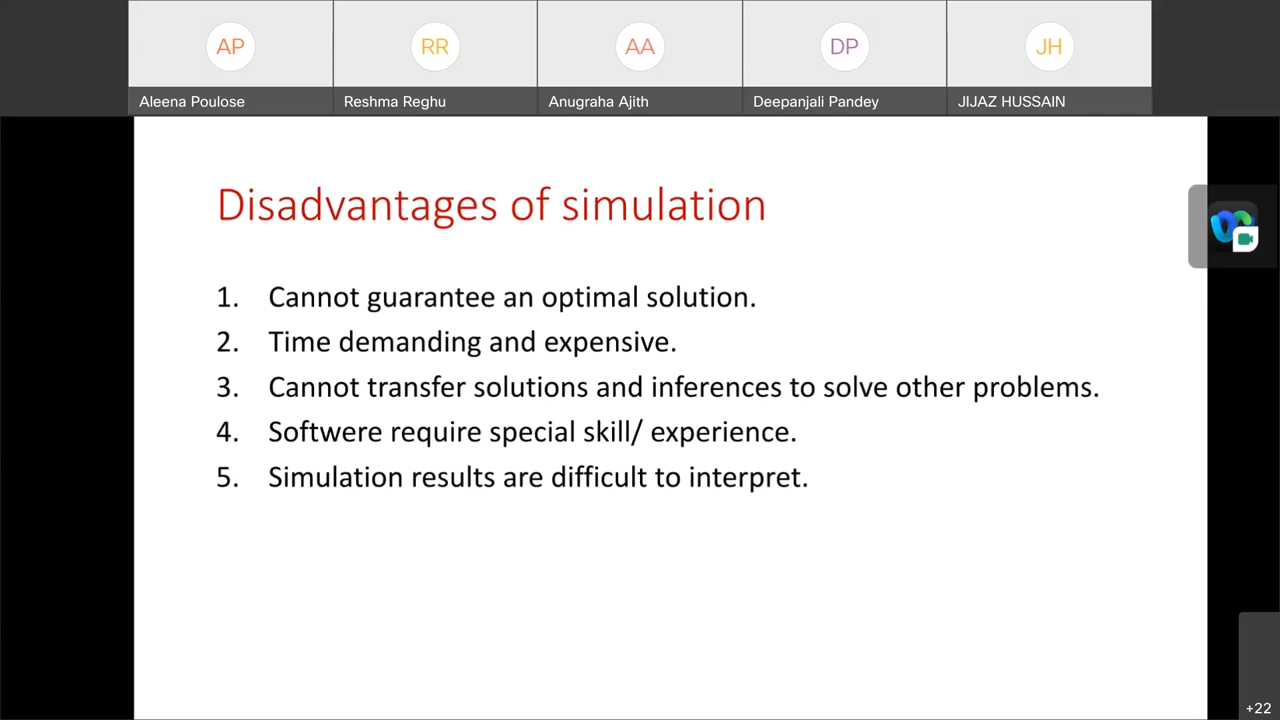 AP
RR
AA
DP
JH
Aleena Poulose
Reshma Reghu
Anugraha Ajith
Deepanjali Pandey
JIJAZ HUSSAIN
Disadvantages of simulation
1. Cannot guarantee an optimal solution.
2. Time demanding and expensive.
3. Cannot transfer solutions and inferences to solve other problems.
4. Softwere require special skill/ experience.
5. Simulation results are difficult to interpret.
+22